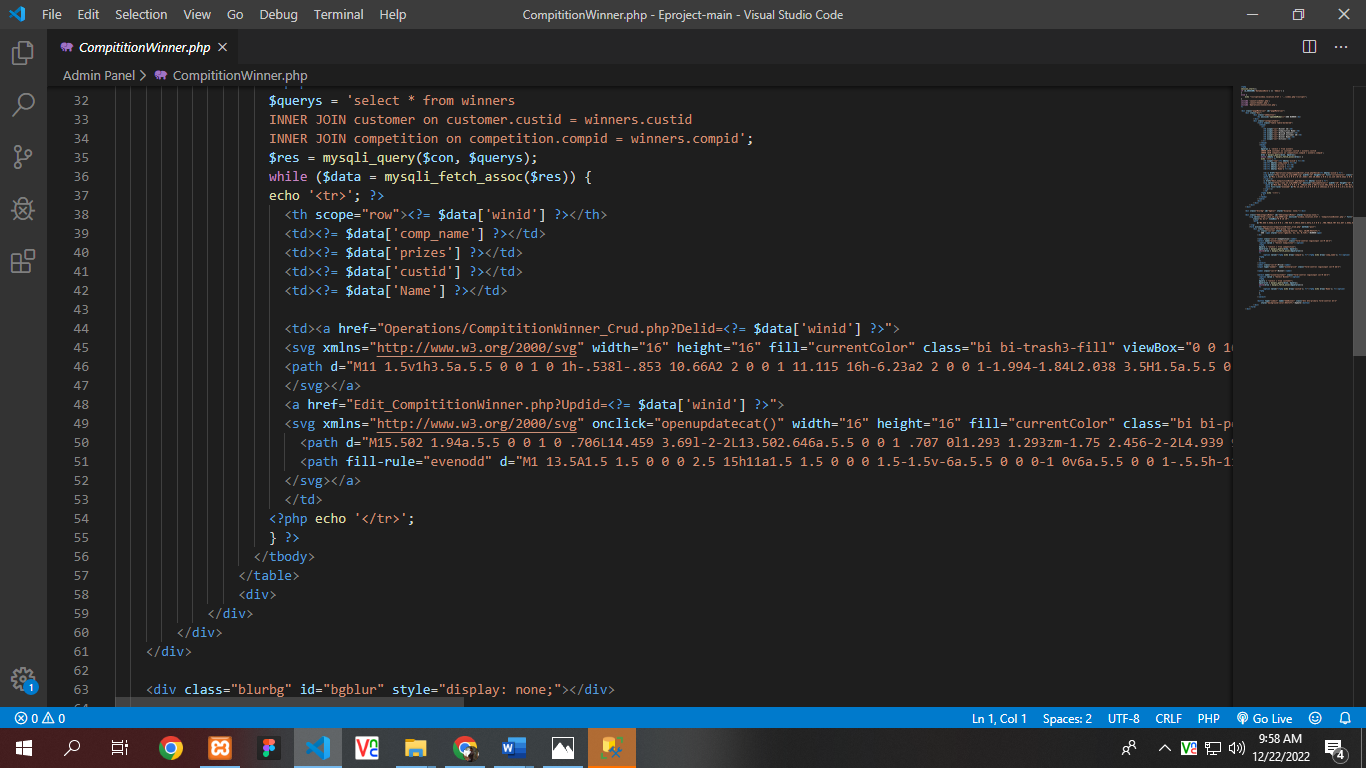 File Edit Selection View Go Debug Terminal Help CompititionWinner.php - Eproject-main - Visual Studio Code
CompititionWinner.php
Admin Panel > CompititionWinner.php
32 $querys = 'select * from winners
33 INNER JOIN customer on customer.custid = winners.custid
34 INNER JOIN competition on competition.compid = winners.compid';
35 $res = mysqli_query($con, $querys);
36 while ($data = mysqli_fetch_assoc($res)) {
37 echo '<tr>'; ?>
38 <th scope="row"><?= $data['winid'] ?></th>
39 <td><?= $data['comp_name'] ?></td>
40 <td><?= $data['prizes'] ?></td>
41 <td><?= $data['custid'] ?></td>
42 <td><?= $data['Name'] ?></td>
43
44 <td><a href="Operations/CompititionWinner_Crud.php?Delid=<?= $data['winid'] ?>">
45 <svg xmlns="http://www.w3.org/2000/svg" width="16" height="16" fill="currentColor" class="bi bi-trash3-fill" viewBox="0 0 1
46 <path d="M11 1.5v1h3.5a.5.5 0 0 1 0 1h-.538l-.853 10.66A2 2 0 0 1 11.115 16h-6.23a2 2 0 0 1-1.994-1.84L2.038 3.5H1.5a.5.5 0
47 </svg></a>
48 <a href="Edit_CompititionWinner.php?Updid=<?= $data['winid'] ?>">
49 <svg xmlns="http://www.w3.org/2000/svg" onclick="openupdatecat()" width="16" height="16" fill="currentColor" class="bi bi-p
50 <path d="M15.502 1.94a.5.5 0 0 1 0 .706L14.459 3.69l-2-2L13.502.646a.5.5 0 0 1 .707 0l1.293 1.293zm-1.75 2.456-2-2L4.939
51 <path fill-rule="evenodd" d="M1 13.5A1.5 1.5 0 0 0 2.5 15h11a1.5 1.5 0 0 0 1.5-1.5v-6a.5.5 0 0 0-1 0v6a.5.5 0 0 1-.5.5h-1
52 </svg></a>
53 </td>
54 <?php echo '</tr>';
55 } ?>
56 </tbody>
57 </table>
58 <div>
59 </div>
60 </div>
61 </div>
62
63 <div class="blurbg" id="bgblur" style="display: none;"></div>
1
0 0 Ln 1, Col 1 Spaces: 2 UTF-8 CRLF PHP Go Live
9:58 AM
12/22/2022
4